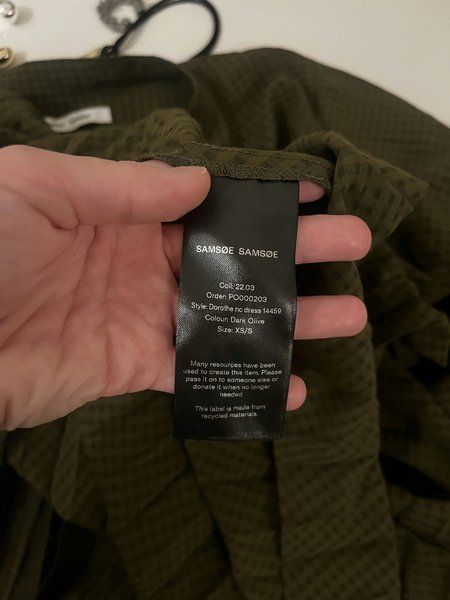 SAMSØE SAMSØE
Coll: 22.03
Order: PO000203
Style: Dorothe nc dress 14459
Colour: Dark Olive
Size: XS/S
Many resources have been
used to create this item. Please
pass it on to someone else or
donate it when no longer
needed.
This label is made from
recycled materials.